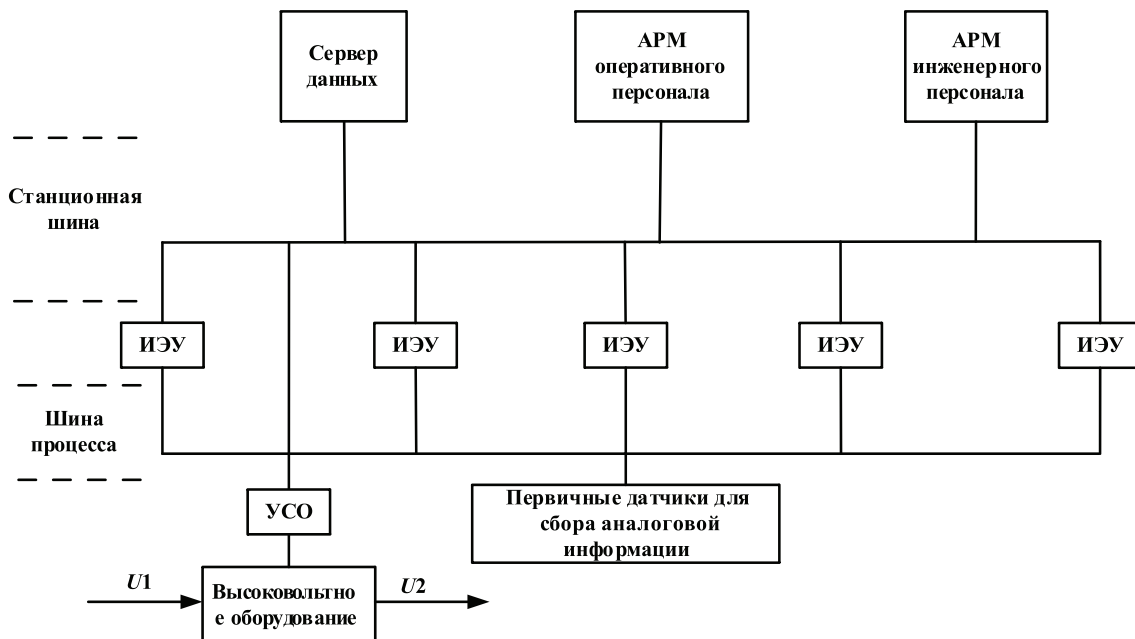 Сервер
данных
АРМ
оперативного
персонала
АРМ
инженерного
персонала
Станционная
шина
ИЭУ
ИЭУ
ИЭУ
ИЭУ
ИЭУ
Шина
процесса
УСО
Первичные датчики для
сбора аналоговой
информации
U1
Высоковольтно
е оборудование
U2